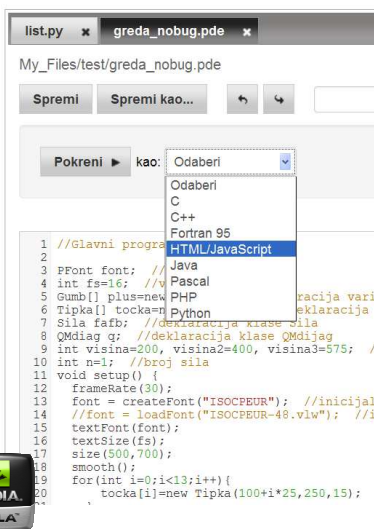 list.py x greda_nobug.pde x
My_Files/test/greda_nobug.pde
Spremi Spremi kao...
Pokreni kao: Odaberi
Odaberi
C
C++
Fortran 95
HTML/JavaScript
Java
Pascal
PHP
Python
1 //Glavni progra
2
3 PFont font; //
4 int fs=16; //v
5 Gumb[] plus=new racija vari
6 Tipka[] tocka=n eklaracija
7 Sila fafb; //deklaracija klase Sila
8 QMdiag q; //deklaracija klase QMdijag
9 int visina=200, visina2=400, visina3=575; /
10 int n=1; //broj sila
11 void setup() {
12 frameRate(30);
13 font = createFont("ISOCPEUR"); //inicijal
14 //font = loadFont("ISOCPEUR-48.vlw"); //i
15 textFont(font);
16 textSize(fs);
17 size(500,700);
18 smooth();
19 for(int i=0;i<13;i++){
20 tocka[i]=new Tipka(100+i*25,250,15);